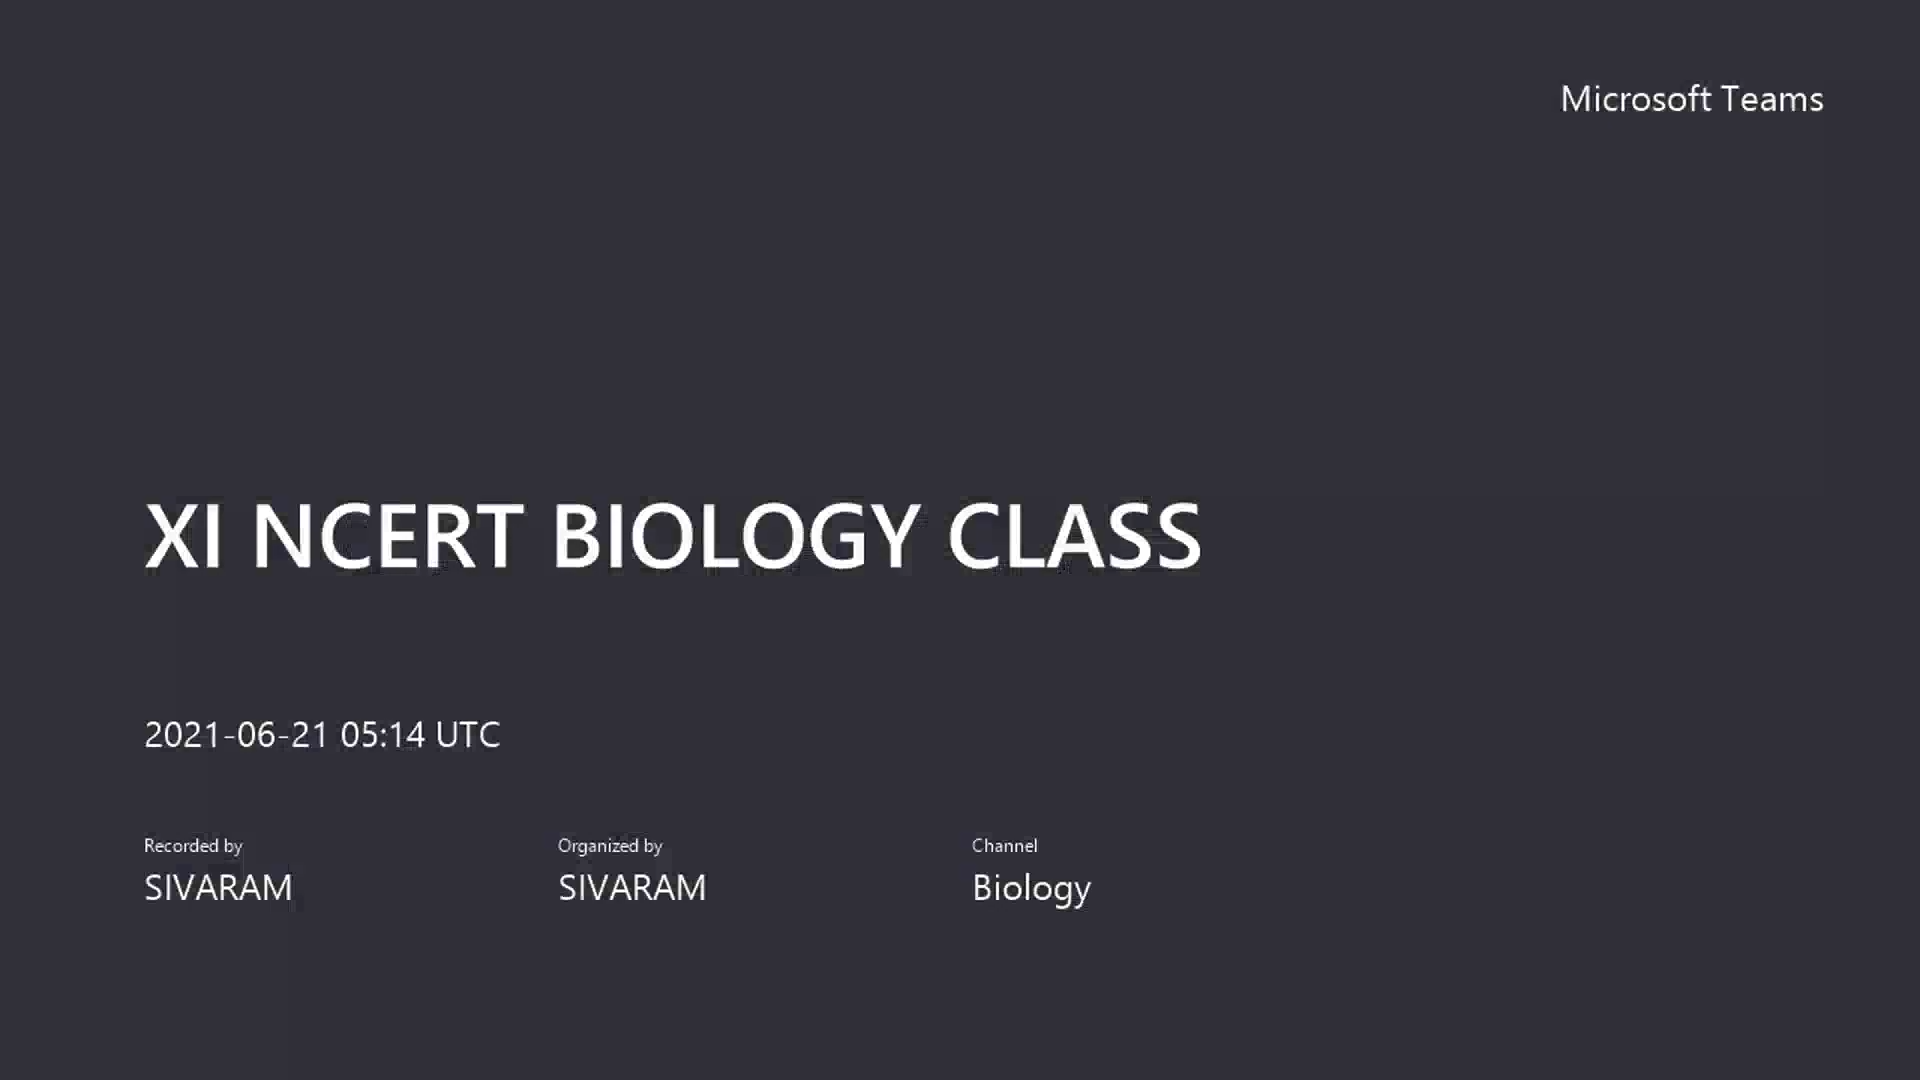 Microsoft Teams
XI NCERT BIOLOGY CLASS
2021-06-21 05:14 UTC
Recorded by
SIVARAM
Organized by
SIVARAM
Channel
Biology